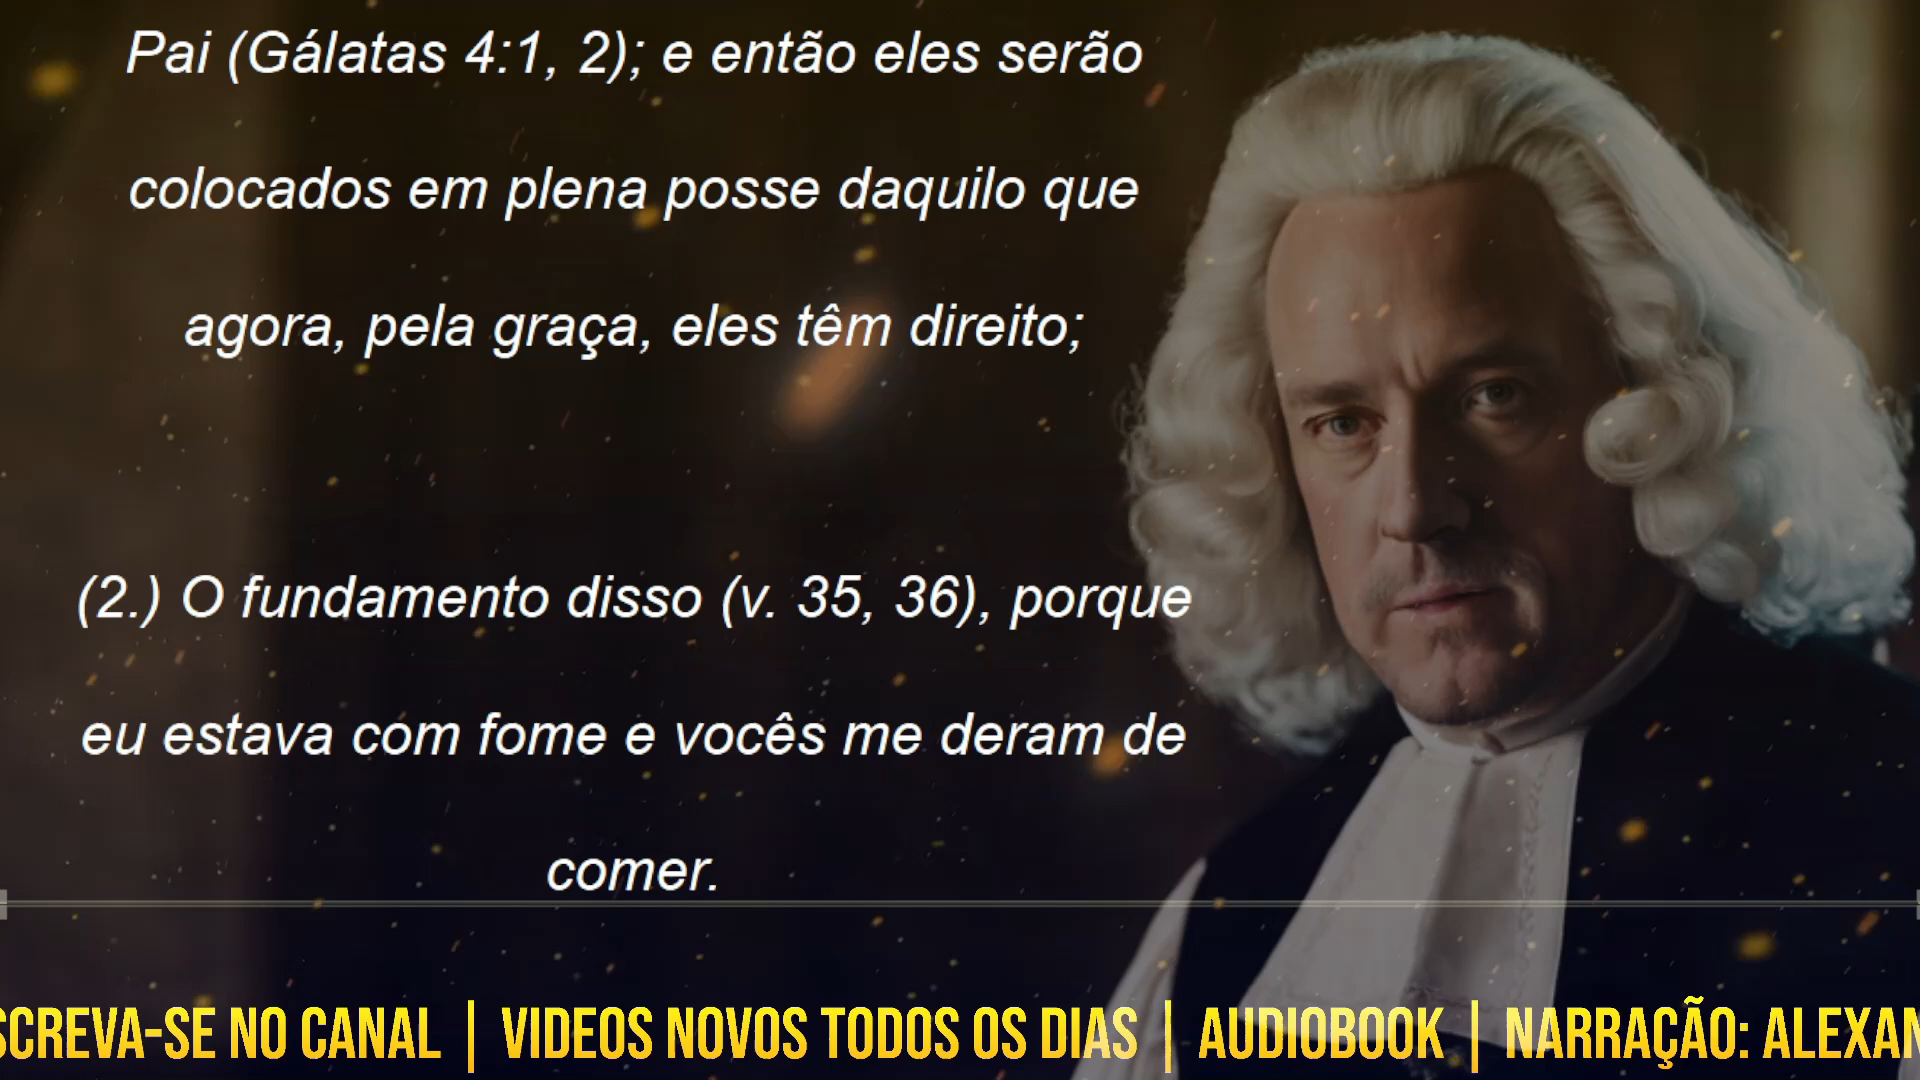 Pai (Gálatas 4:1, 2); e então eles serão
colocados em plena posse daquilo que
agora, pela graça, eles têm direito;
(2.) O fundamento disso (v. 35, 36), porque
eu estava com fome e vocês me deram de
comer.
SCREVA-SE NO CANAL | VIDEOS NOVOS TODOS OS DIAS | AUDIOBOOK | NARRAÇÃO: ALEXAN